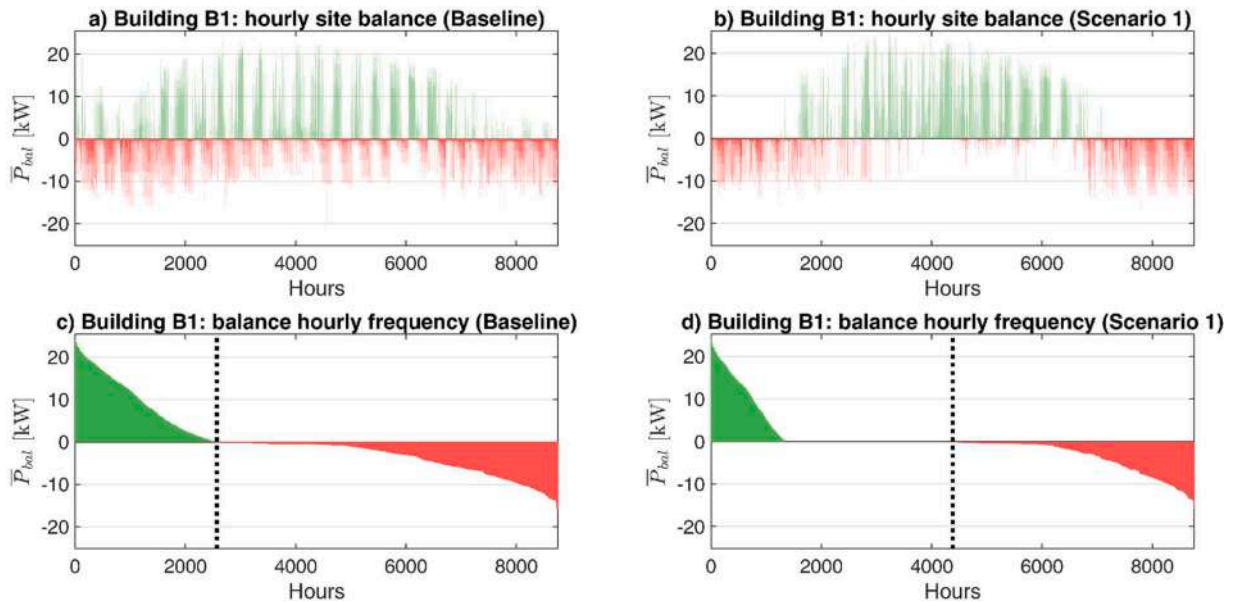 a) Building B1: hourly site balance (Baseline)
20
10
0
-10
-20
P̅bal [kW]
0 2000 4000 6000 8000
Hours
b) Building B1: hourly site balance (Scenario 1)
20
10
0
-10
-20
P̅bal [kW]
0 2000 4000 6000 8000
Hours
c) Building B1: balance hourly frequency (Baseline)
20
10
0
-10
-20
P̅bal [kW]
0 2000 4000 6000 8000
Hours
d) Building B1: balance hourly frequency (Scenario 1)
20
10
0
-10
-20
P̅bal [kW]
0 2000 4000 6000 8000
Hours